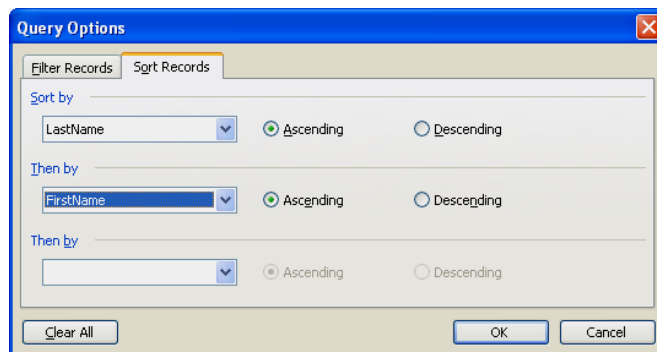 Query Options
Filter Records Sort Records
Sort by
LastName Ascending Descending
Then by
FirstName Ascending Descending
Then by
Ascending Descending
Clear All OK Cancel